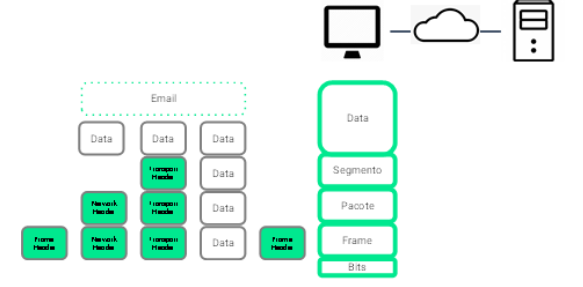 Email
Data
Data Data Data
Transport
Header
Data
Segmento
Network
Header
Transport
Header
Data
Pacote
Frame
Header
Network
Header
Transport
Header
Data
Frame
Header
Frame
Bits